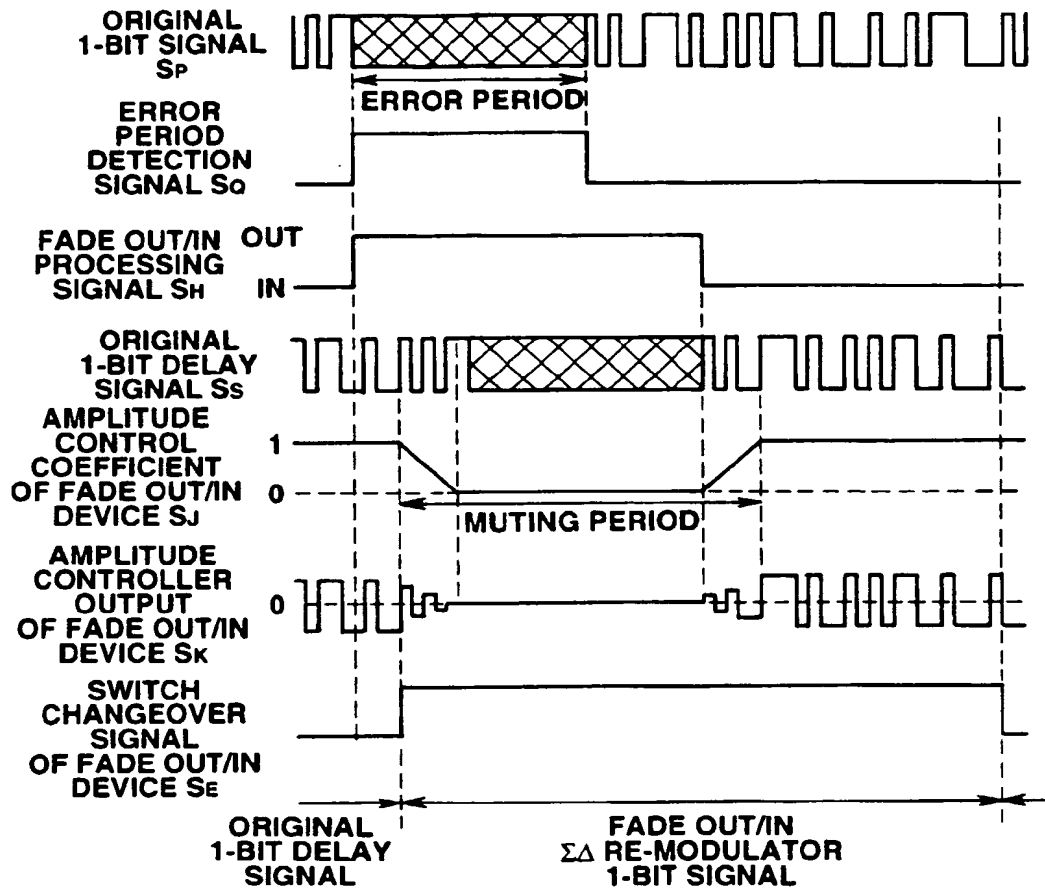 ORIGINAL
1-BIT SIGNAL
SP
ERROR PERIOD
ERROR
PERIOD
DETECTION
SIGNAL SQ
FADE OUT/IN
PROCESSING
SIGNAL SH
OUT
IN
ORIGINAL
1-BIT DELAY
SIGNAL SS
AMPLITUDE
CONTROL
COEFFICIENT
OF FADE OUT/IN
DEVICE SJ
1
0
MUTING PERIOD
AMPLITUDE
CONTROLLER
OUTPUT
OF FADE OUT/IN
DEVICE SK
0
SWITCH
CHANGEOVER
SIGNAL
OF FADE OUT/IN
DEVICE SE
ORIGINAL
1-BIT DELAY
SIGNAL
FADE OUT/IN
ΣΔ RE-MODULATOR
1-BIT SIGNAL